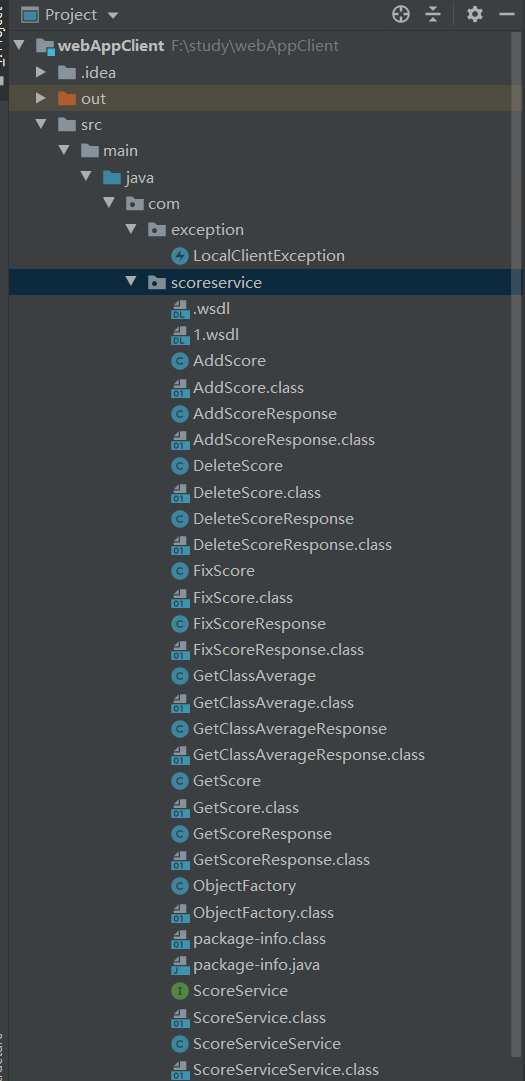 Project
webAppClient F:\study\webAppClient
.idea
out
src
main
java
com
exception
LocalClientException
scoreservice
.wsdl
1.wsdl
AddScore
AddScore.class
AddScoreResponse
AddScoreResponse.class
DeleteScore
DeleteScore.class
DeleteScoreResponse
DeleteScoreResponse.class
FixScore
FixScore.class
FixScoreResponse
FixScoreResponse.class
GetClassAverage
GetClassAverage.class
GetClassAverageResponse
GetClassAverageResponse.class
GetScore
GetScore.class
GetScoreResponse
GetScoreResponse.class
ObjectFactory
ObjectFactory.class
package-info.class
package-info.java
ScoreService
ScoreService.class
ScoreServiceService
ScoreServiceService.class